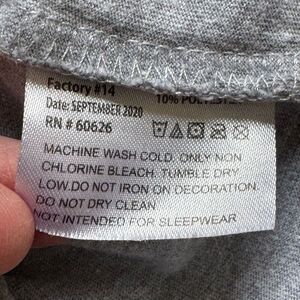 Factory #14
10% POLYESTER
Date: SEPTEMBER 2020
RN # 60626
MACHINE WASH COLD. ONLY NON
CHLORINE BLEACH. TUMBLE DRY
LOW.DO NOT IRON ON DECORATION.
DO NOT DRY CLEAN
NOT INTENDED FOR SLEEPWEAR